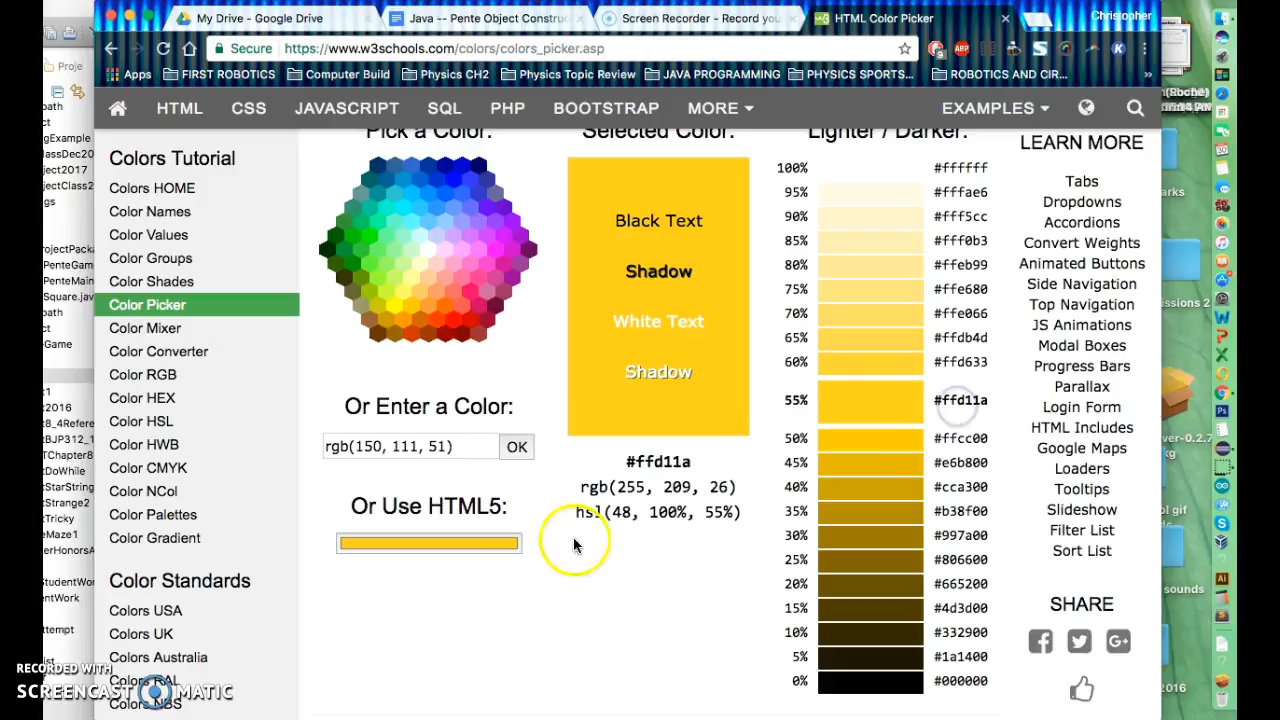 My Drive - Google Drive
Java -- Pente Object Constru
Screen Recorder - Record you
HTML Color Picker
Christopher
Secure
https://www.w3schools.com/colors/colors_picker.asp
Apps
FIRST ROBOTICS
Computer Build
Physics CH2
Physics Topic Review
JAVA PROGRAMMING
PHYSICS SPORTS...
ROBOTICS AND CIR...
HTML
CSS
JAVASCRIPT
SQL
PHP
BOOTSTRAP
MORE
EXAMPLES
Colors Tutorial
Colors HOME
Color Names
Color Values
Color Groups
Color Shades
Color Picker
Color Mixer
Color Converter
Color RGB
Color HEX
Color HSL
Color HWB
Color CMYK
Color NCol
Color Palettes
Color Gradient
Color Standards
Colors USA
Colors UK
Colors Australia
Colors RAL
Colors NBS
Pick a Color:
Or Enter a Color:
rgb(150, 111, 51)
OK
Or Use HTML5:
Selected Color:
Black Text
Shadow
White Text
Shadow
#ffd11a
rgb(255, 209, 26)
hsl(48, 100%, 55%)
Lighter / Darker:
100% #ffffff
95% #fffae6
90% #fff5cc
85% #fff0b3
80% #ffeb99
75% #ffe680
70% #ffe066
65% #ffdb4d
60% #ffd633
55% #ffd11a
50% #ffcc00
45% #e6b800
40% #cca300
35% #b38f00
30% #997a00
25% #806600
20% #665200
15% #4d3d00
10% #332900
5% #1a1400
0% #000000
LEARN MORE
Tabs
Dropdowns
Accordions
Convert Weights
Animated Buttons
Side Navigation
Top Navigation
JS Animations
Modal Boxes
Progress Bars
Parallax
Login Form
HTML Includes
Google Maps
Loaders
Tooltips
Slideshow
Filter List
Sort List
SHARE
RECORDED WITH
SCREENCAST MATIC